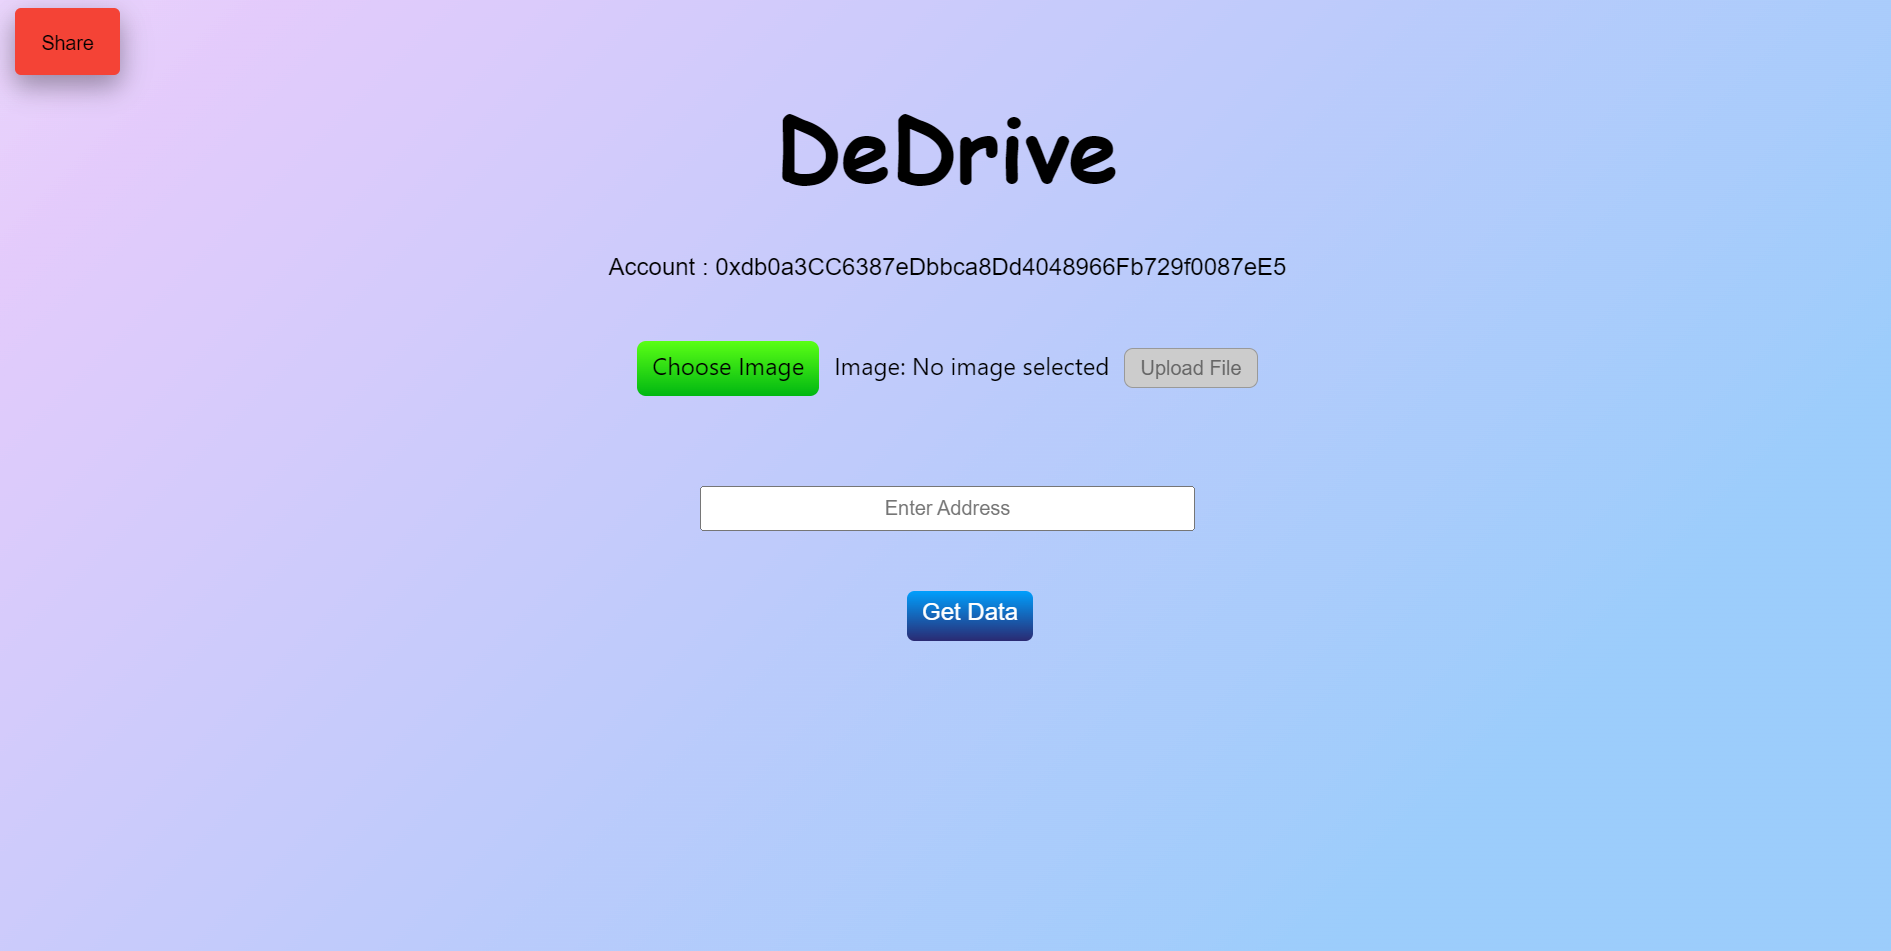 Share
DeDrive
Account : 0xdb0a3CC6387eDbbca8Dd4048966Fb729f0087eE5
Choose Image Image: No image selected Upload File
Enter Address
Get Data